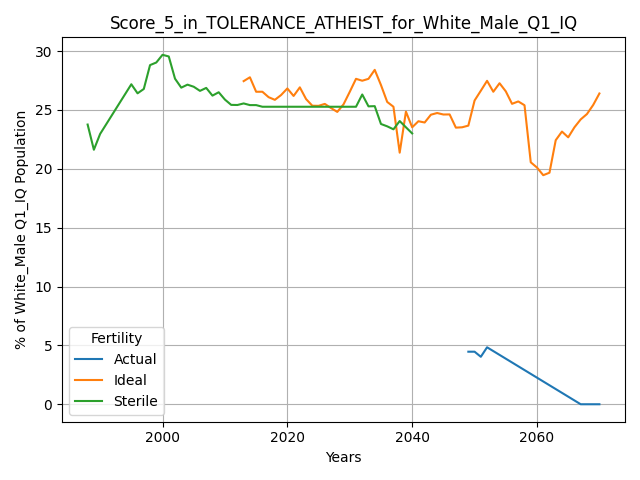 Score_5_in_TOLERANCE_ATHEIST_for_White_Male_Q1_IQ
% of White_Male Q1_IQ Population
30
25
20
15
10
5
0
Fertility
Actual
Ideal
Sterile
2000
2020
2040
2060
Years